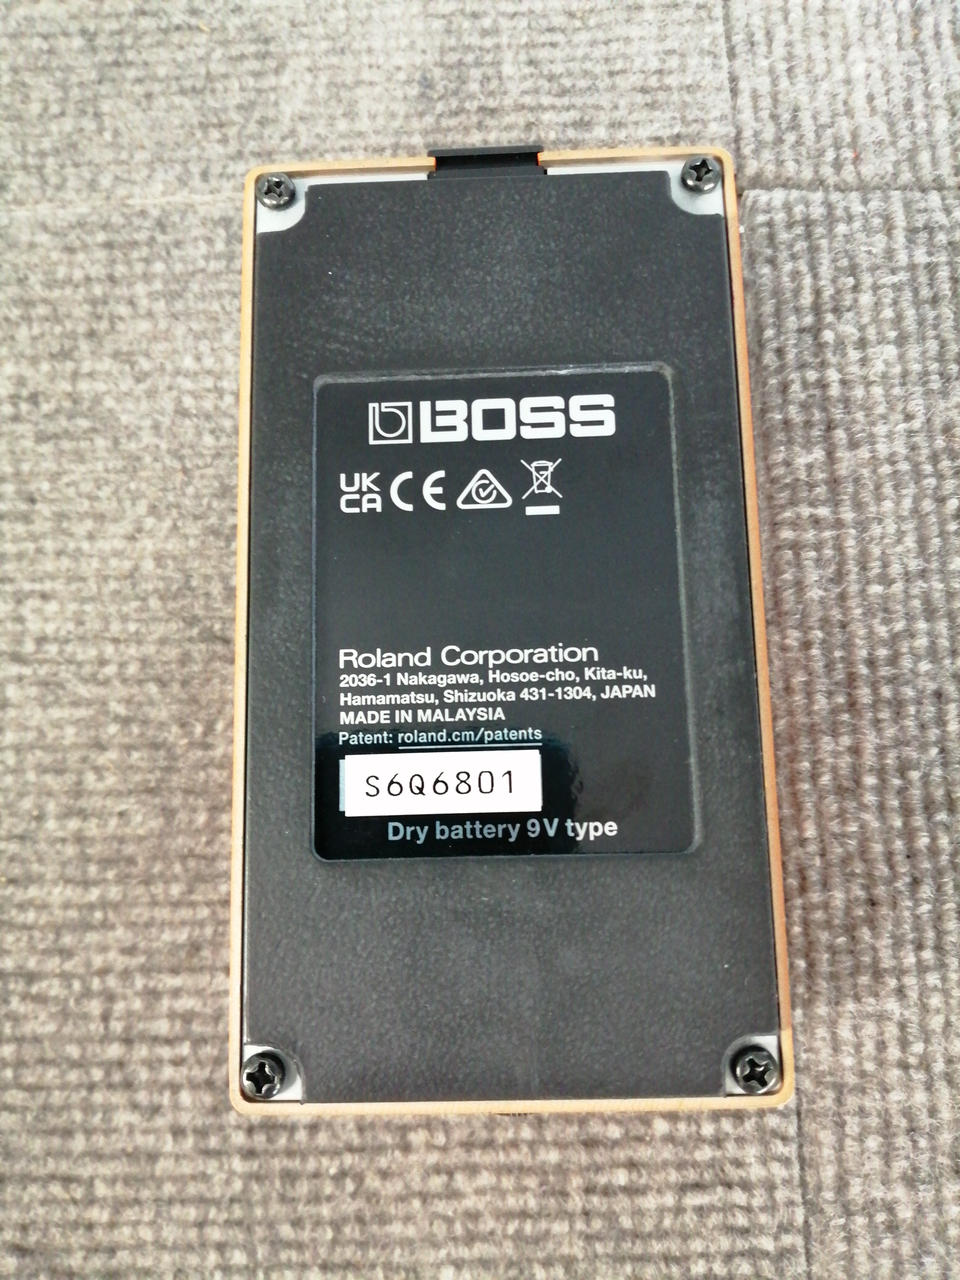 BOSS
UK
CA CE
Roland Corporation
2036-1 Nakagawa, Hosoe-cho, Kita-ku,
Hamamatsu, Shizuoka 431-1304, JAPAN
MADE IN MALAYSIA
Patent: roland.cm/patents
S6Q6801
Dry battery 9V type